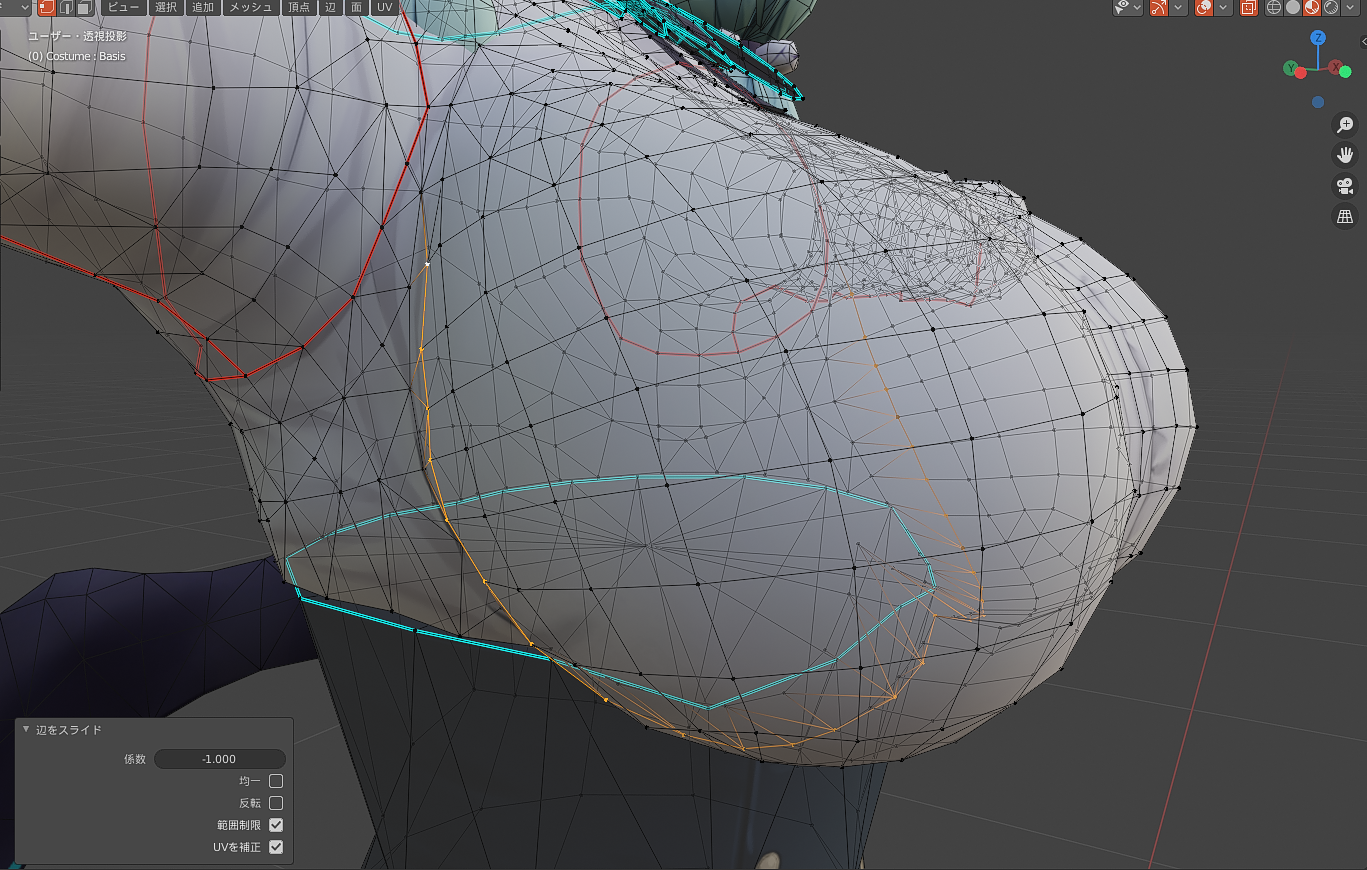 ビュー 選択 追加 メッシュ 頂点 辺 面 UV
ユーザー・透視投影
(0) Costume : Basis
Z
Y X
▼ 辺をスライド
係数 -1.000
均一
反転
範囲制限
UVを補正